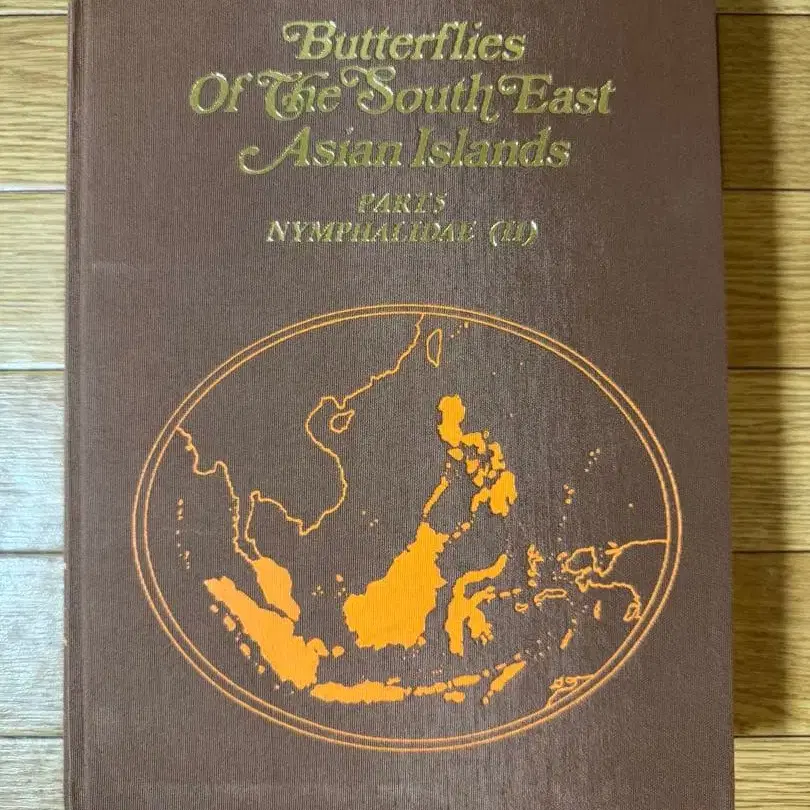 Butterflies
Of The South East
Asian Islands
PART 5
NYMPHALIDAE (II)